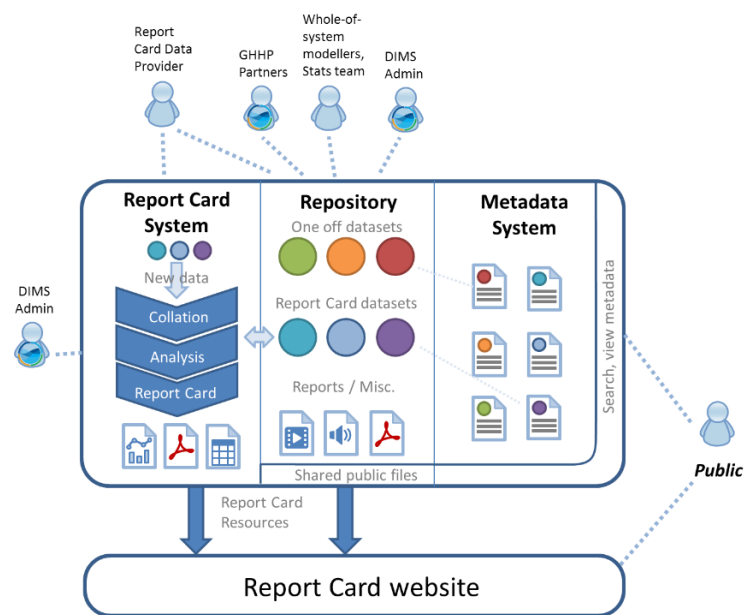 Report
Card Data
Provider
GHHP
Partners
Whole-of-
system
modellers,
Stats team
DIMS
Admin
Report Card
System
Repository
Metadata
System
One off datasets
New data
Report Card datasets
Collation
Analysis
Report Card
Reports / Misc.
Search, view metadata
DIMS
Admin
Public
Shared public files
Report Card
Resources
Report Card website